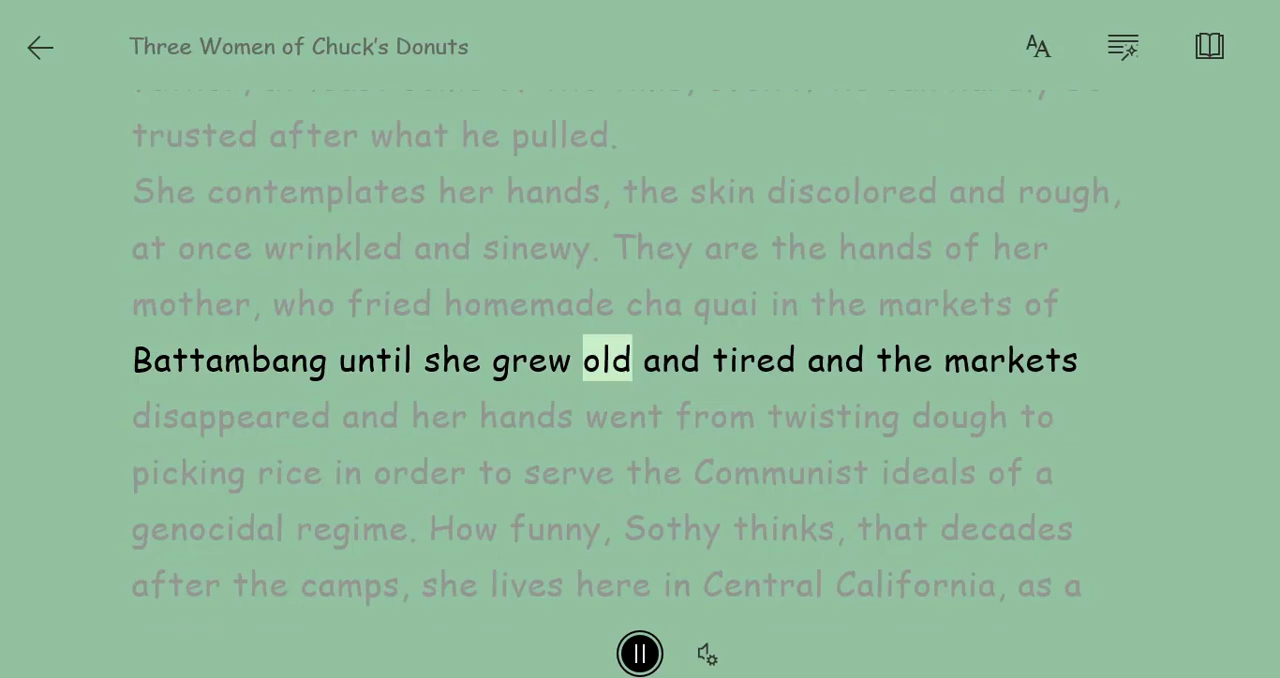 Three Women of Chuck's Donuts
trusted after what he pulled.
She contemplates her hands, the skin discolored and rough,
at once wrinkled and sinewy. They are the hands of her
mother, who fried homemade cha quai in the markets of
Battambang until she grew old and tired and the markets
disappeared and her hands went from twisting dough to
picking rice in order to serve the Communist ideals of a
genocidal regime. How funny, Sothy thinks, that decades
after the camps, she lives here in Central California, as a